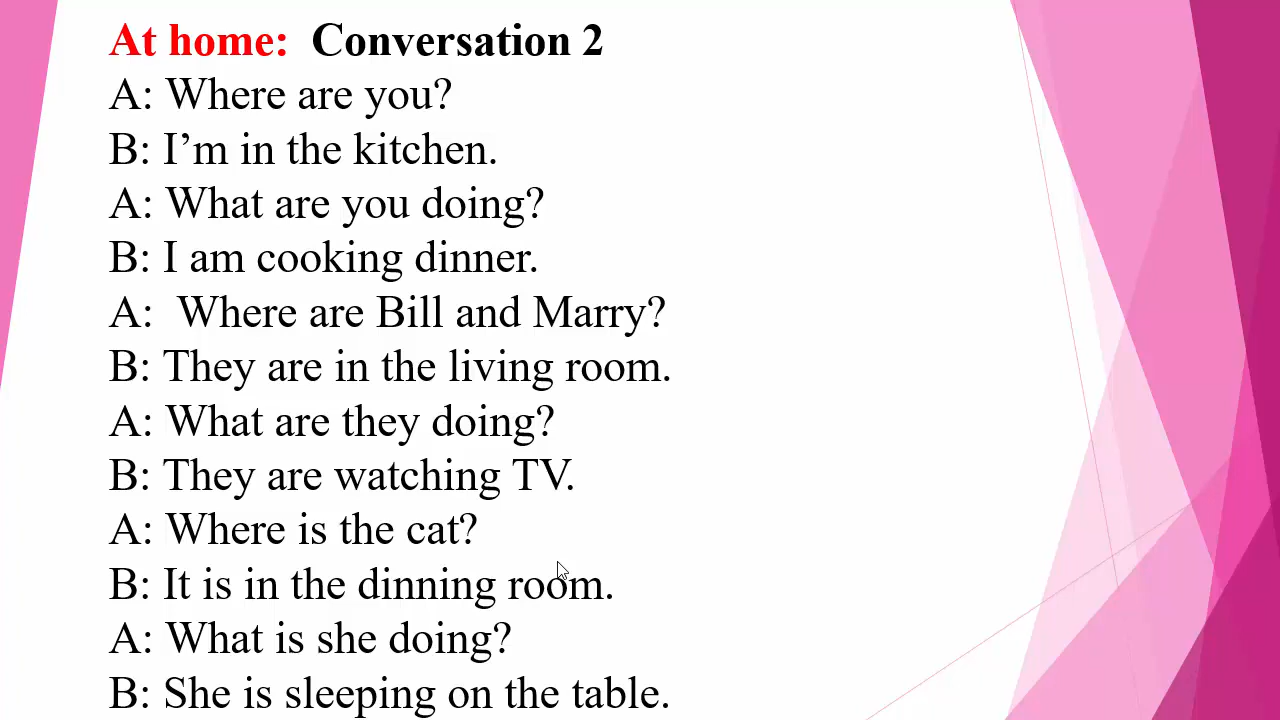 At home: Conversation 2
A: Where are you?
B: I’m in the kitchen.
A: What are you doing?
B: I am cooking dinner.
A: Where are Bill and Marry?
B: They are in the living room.
A: What are they doing?
B: They are watching TV.
A: Where is the cat?
B: It is in the dinning room.
A: What is she doing?
B: She is sleeping on the table.